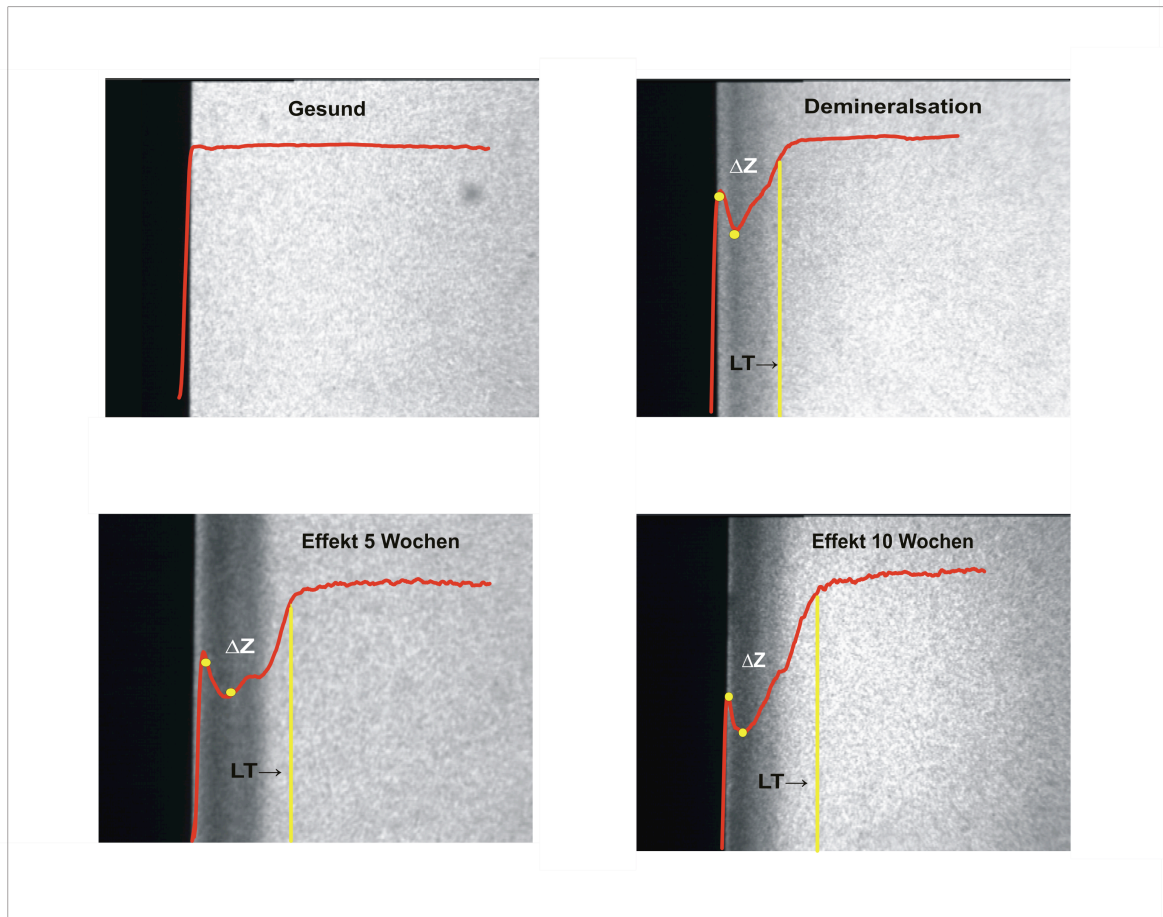 Gesund
Demineralsation
ΔZ
LT→
Effekt 5 Wochen
ΔZ
LT→
Effekt 10 Wochen
ΔZ
LT→